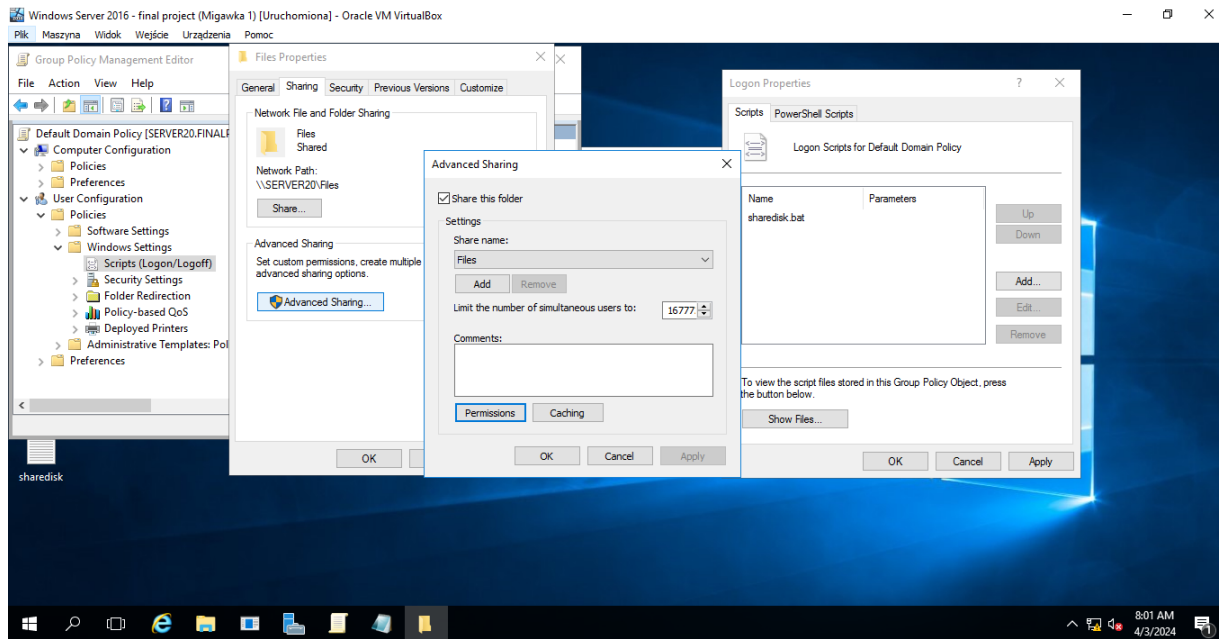 Windows Server 2016 - final project (Migawka 1) [Uruchomiona] - Oracle VM VirtualBox
Plik Maszyna Widok Wejście Urządzenia Pomoc
Group Policy Management Editor
File Action View Help
Default Domain Policy [SERVER20.FINALF
Computer Configuration
Policies
Preferences
User Configuration
Policies
Software Settings
Windows Settings
Scripts (Logon/Logoff)
Security Settings
Folder Redirection
Policy-based QoS
Deployed Printers
Administrative Templates: Pol
Preferences
Files Properties
General Sharing Security Previous Versions Customize
Network File and Folder Sharing
Files
Shared
Network Path:
\\SERVER20\Files
Share...
Advanced Sharing
Set custom permissions, create multiple
advanced sharing options.
Advanced Sharing...
OK
Advanced Sharing
Share this folder
Settings
Share name:
Files
Add Remove
Limit the number of simultaneous users to: 16777
Comments:
Permissions Caching
OK Cancel Apply
Logon Properties
Scripts PowerShell Scripts
Logon Scripts for Default Domain Policy
Name Parameters
sharedisk.bat
Up
Down
Add...
Edit...
Remove
To view the script files stored in this Group Policy Object, press
the button below.
Show Files...
OK Cancel Apply
sharedisk
8:01 AM
4/3/2024
1